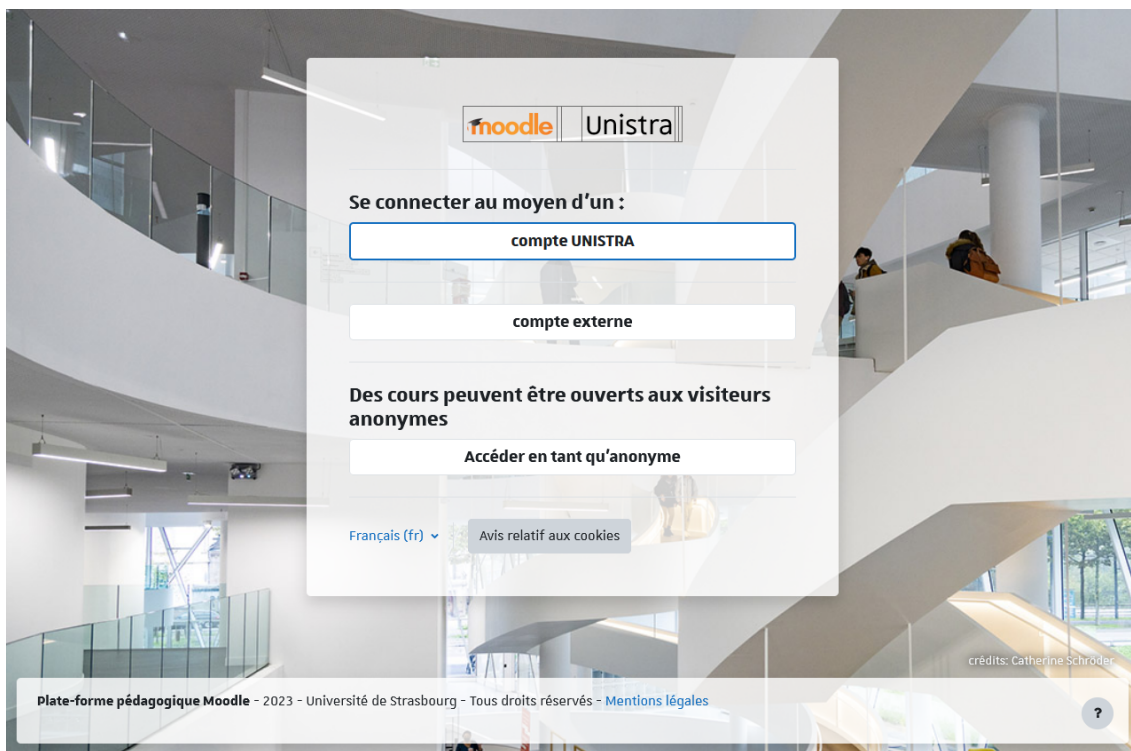 moodle Unistra
Se connecter au moyen d'un :
compte UNISTRA
compte externe
Des cours peuvent être ouverts aux visiteurs
anonymes
Accéder en tant qu'anonyme
Français (fr)
Avis relatif aux cookies
crédits: Catherine Schröder
Plate-forme pédagogique Moodle - 2023 - Université de Strasbourg - Tous droits réservés - Mentions légales
?